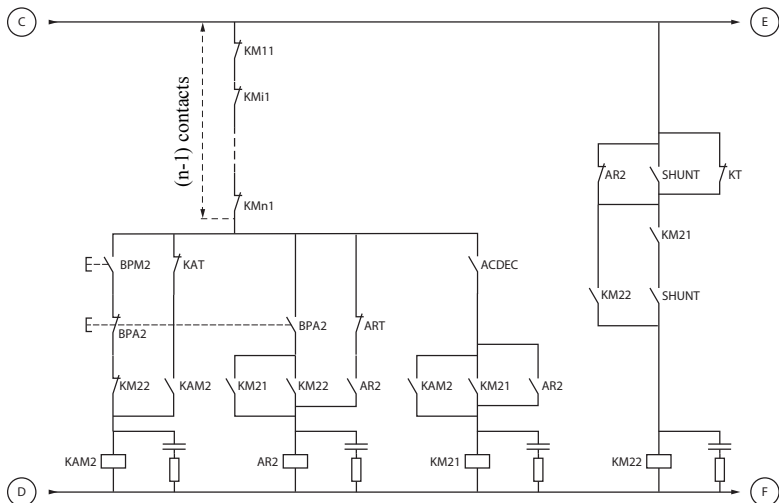 C
E
KM11
KMi1
(n-1) contacts
AR2
SHUNT
KT
KMn1
KM21
BPM2
KAT
ACDEC
KM22
SHUNT
BPA2
BPA2
ART
KM22
KAM2
KM21
KM22
AR2
KAM2
KM21
AR2
KAM2
AR2
KM21
KM22
D
F